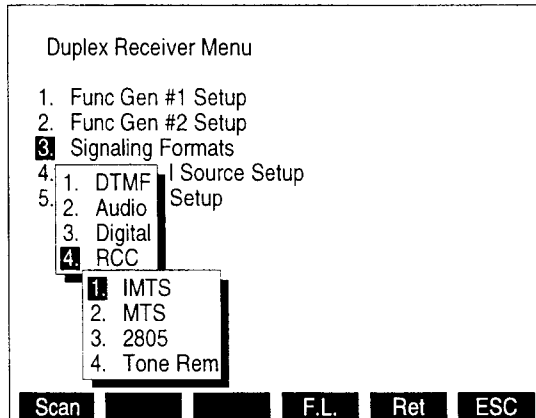 Duplex Receiver Menu
1. Func Gen #1 Setup
2. Func Gen #2 Setup
3. Signaling Formats
4. l Source Setup
5. Setup
1. DTMF
2. Audio
3. Digital
4. RCC
1. IMTS
2. MTS
3. 2805
4. Tone Rem
Scan F.L. Ret ESC